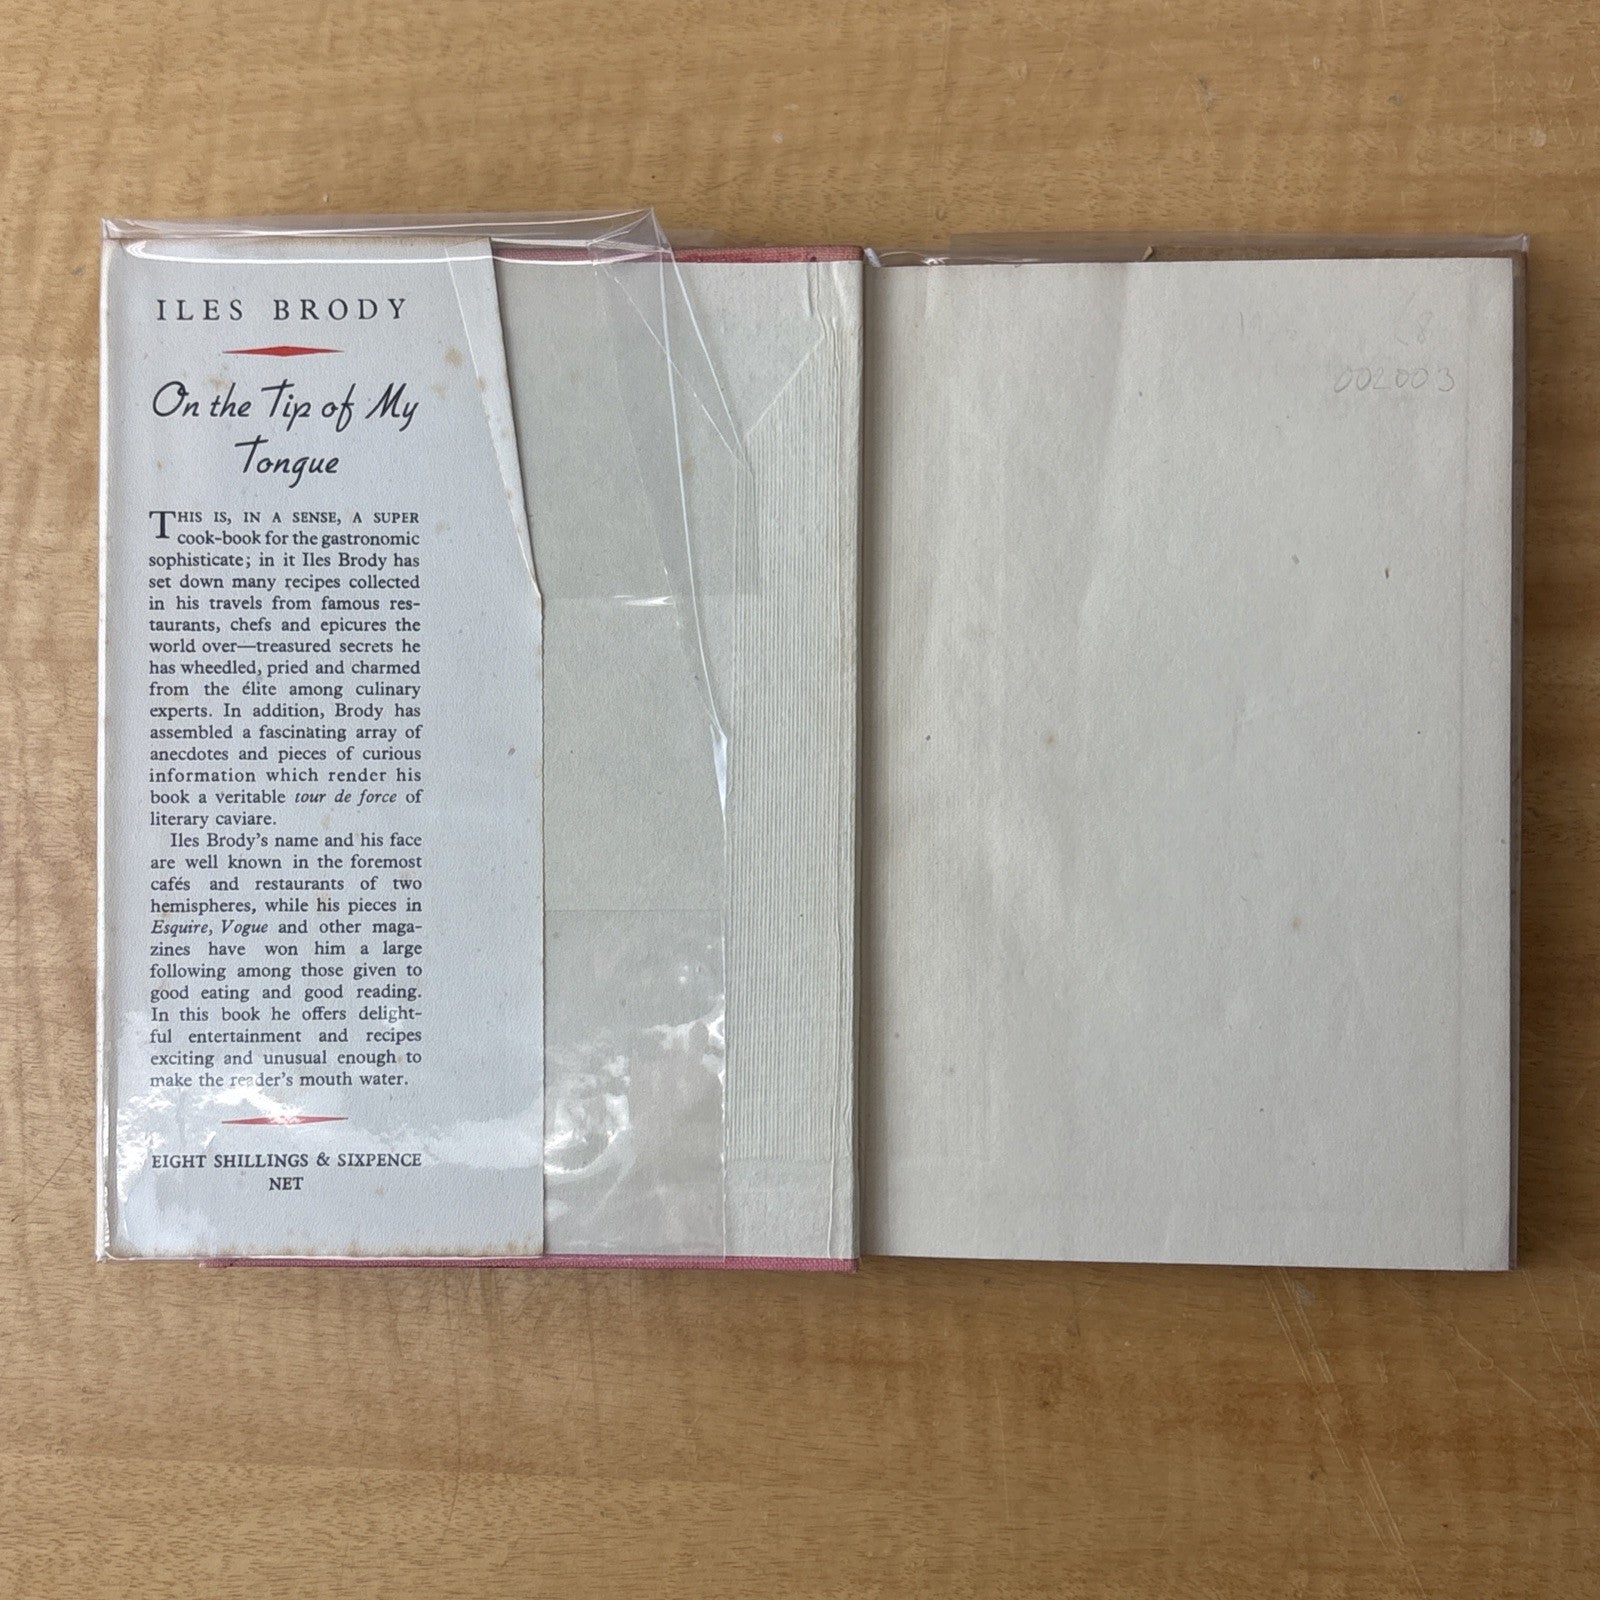 ILES BRODY
On the Tip of My
Tongue
THIS IS, IN A SENSE, A SUPER
cook-book for the gastronomic
sophisticate; in it Iles Brody has
set down many recipes collected
in his travels from famous res-
taurants, chefs and epicures the
world over—treasured secrets he
has wheedled, pried and charmed
from the élite among culinary
experts. In addition, Brody has
assembled a fascinating array of
anecdotes and pieces of curious
information which render his
book a veritable tour de force of
literary caviare.
Iles Brody's name and his face
are well known in the foremost
cafés and restaurants of two
hemispheres, while his pieces in
Esquire, Vogue and other maga-
zines have won him a large
following among those given to
good eating and good reading.
In this book he offers delight-
ful entertainment and recipes
exciting and unusual enough to
make the reader's mouth water.
EIGHT SHILLINGS & SIXPENCE
NET
002003